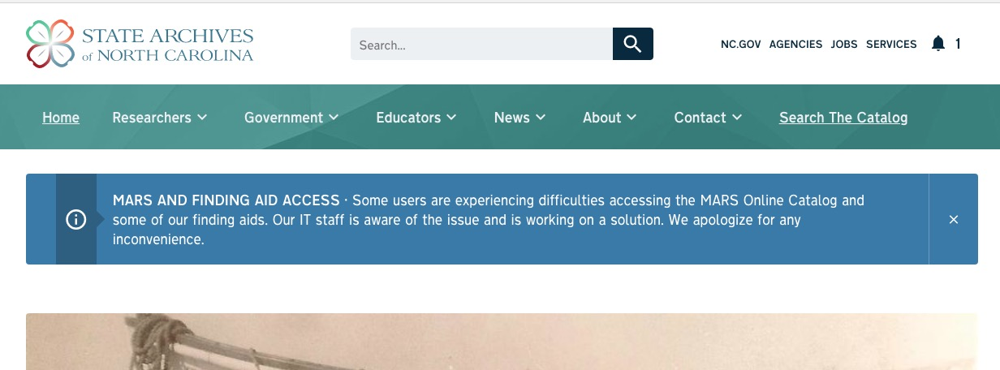 STATE ARCHIVES
of NORTH CAROLINA
Search...
NC.GOV AGENCIES JOBS SERVICES 1
Home Researchers Government Educators News About Contact Search The Catalog
MARS AND FINDING AID ACCESS · Some users are experiencing difficulties accessing the MARS Online Catalog and
some of our finding aids. Our IT staff is aware of the issue and is working on a solution. We apologize for any
inconvenience.